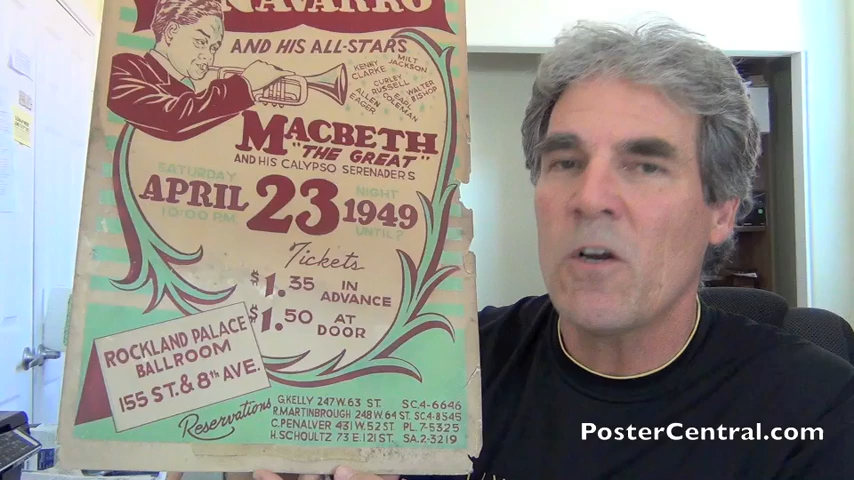 NAVARRO
AND HIS ALL-STARS
KENNY CLARKE
MILT JACKSON
CURLEY RUSSELL
WALTER BISHOP
ALLEN EAGER
EARL COLEMAN
MACBETH
"THE GREAT"
AND HIS CALYPSO SERENADERS
SATURDAY NIGHT
APRIL 23 1949
10:00 P.M. UNTIL?
Tickets
$1.35 IN ADVANCE
$1.50 AT DOOR
ROCKLAND PALACE
BALLROOM
155 ST. & 8th AVE.
Reservations
G.KELLY 247 W. 63 ST. SC.4-6646
R.MARTINBROUGH 248 W. 64 ST. SC.4-8545
C.PENALVER 431 W. 52 ST. PL.7-5325
H.SCHOULTZ 73 E. 121 ST. SA.2-3219
PosterCentral.com